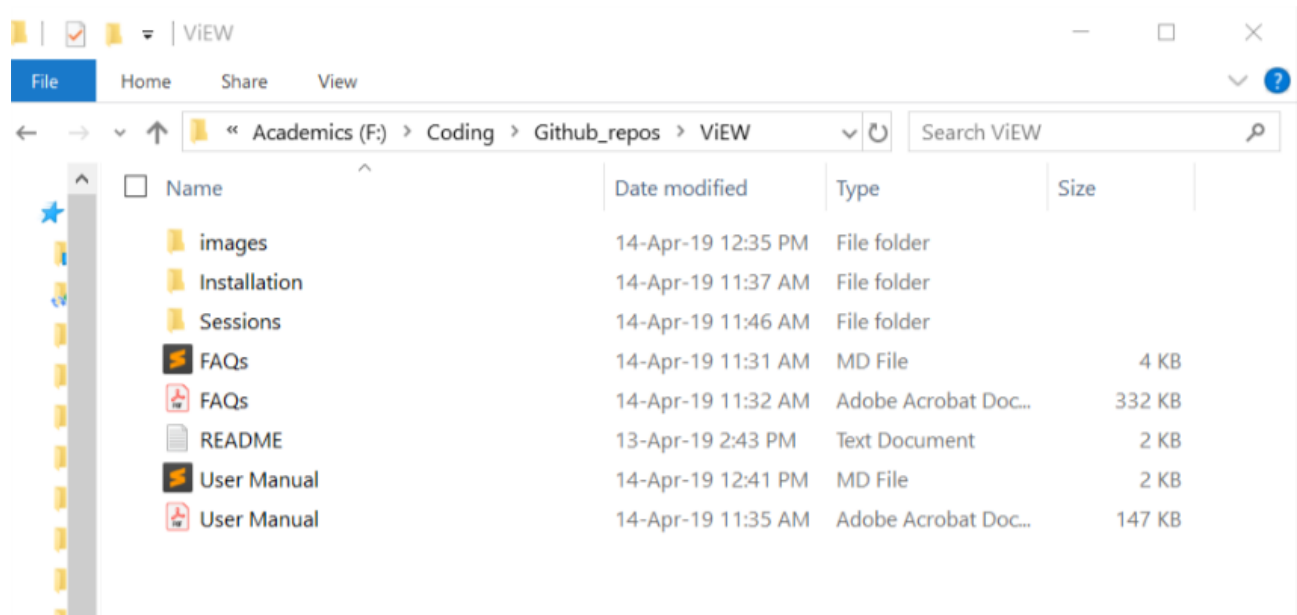 ViEW
File Home Share View
« Academics (F:) > Coding > Github_repos > ViEW Search ViEW
Name Date modified Type Size
images 14-Apr-19 12:35 PM File folder
Installation 14-Apr-19 11:37 AM File folder
Sessions 14-Apr-19 11:46 AM File folder
FAQs 14-Apr-19 11:31 AM MD File 4 KB
FAQs 14-Apr-19 11:32 AM Adobe Acrobat Doc... 332 KB
README 13-Apr-19 2:43 PM Text Document 2 KB
User Manual 14-Apr-19 12:41 PM MD File 2 KB
User Manual 14-Apr-19 11:35 AM Adobe Acrobat Doc... 147 KB